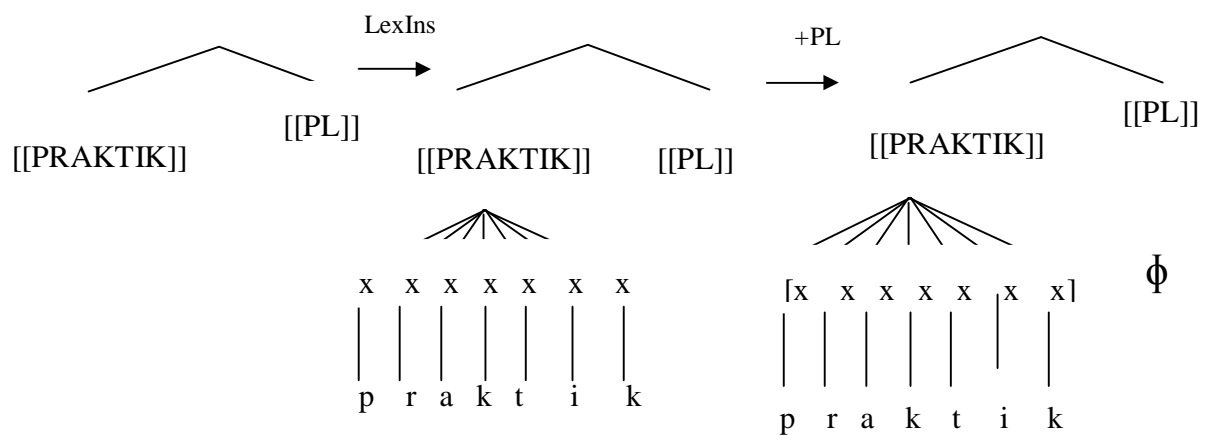 LexIns +PL
[[PL]] [[PL]]
[[PRAKTIK]] [[PRAKTIK]] [[PL]] [[PRAKTIK]]
x x x x x x x [x x x x x x x] ϕ
p r a k t i k
p r a k t i k